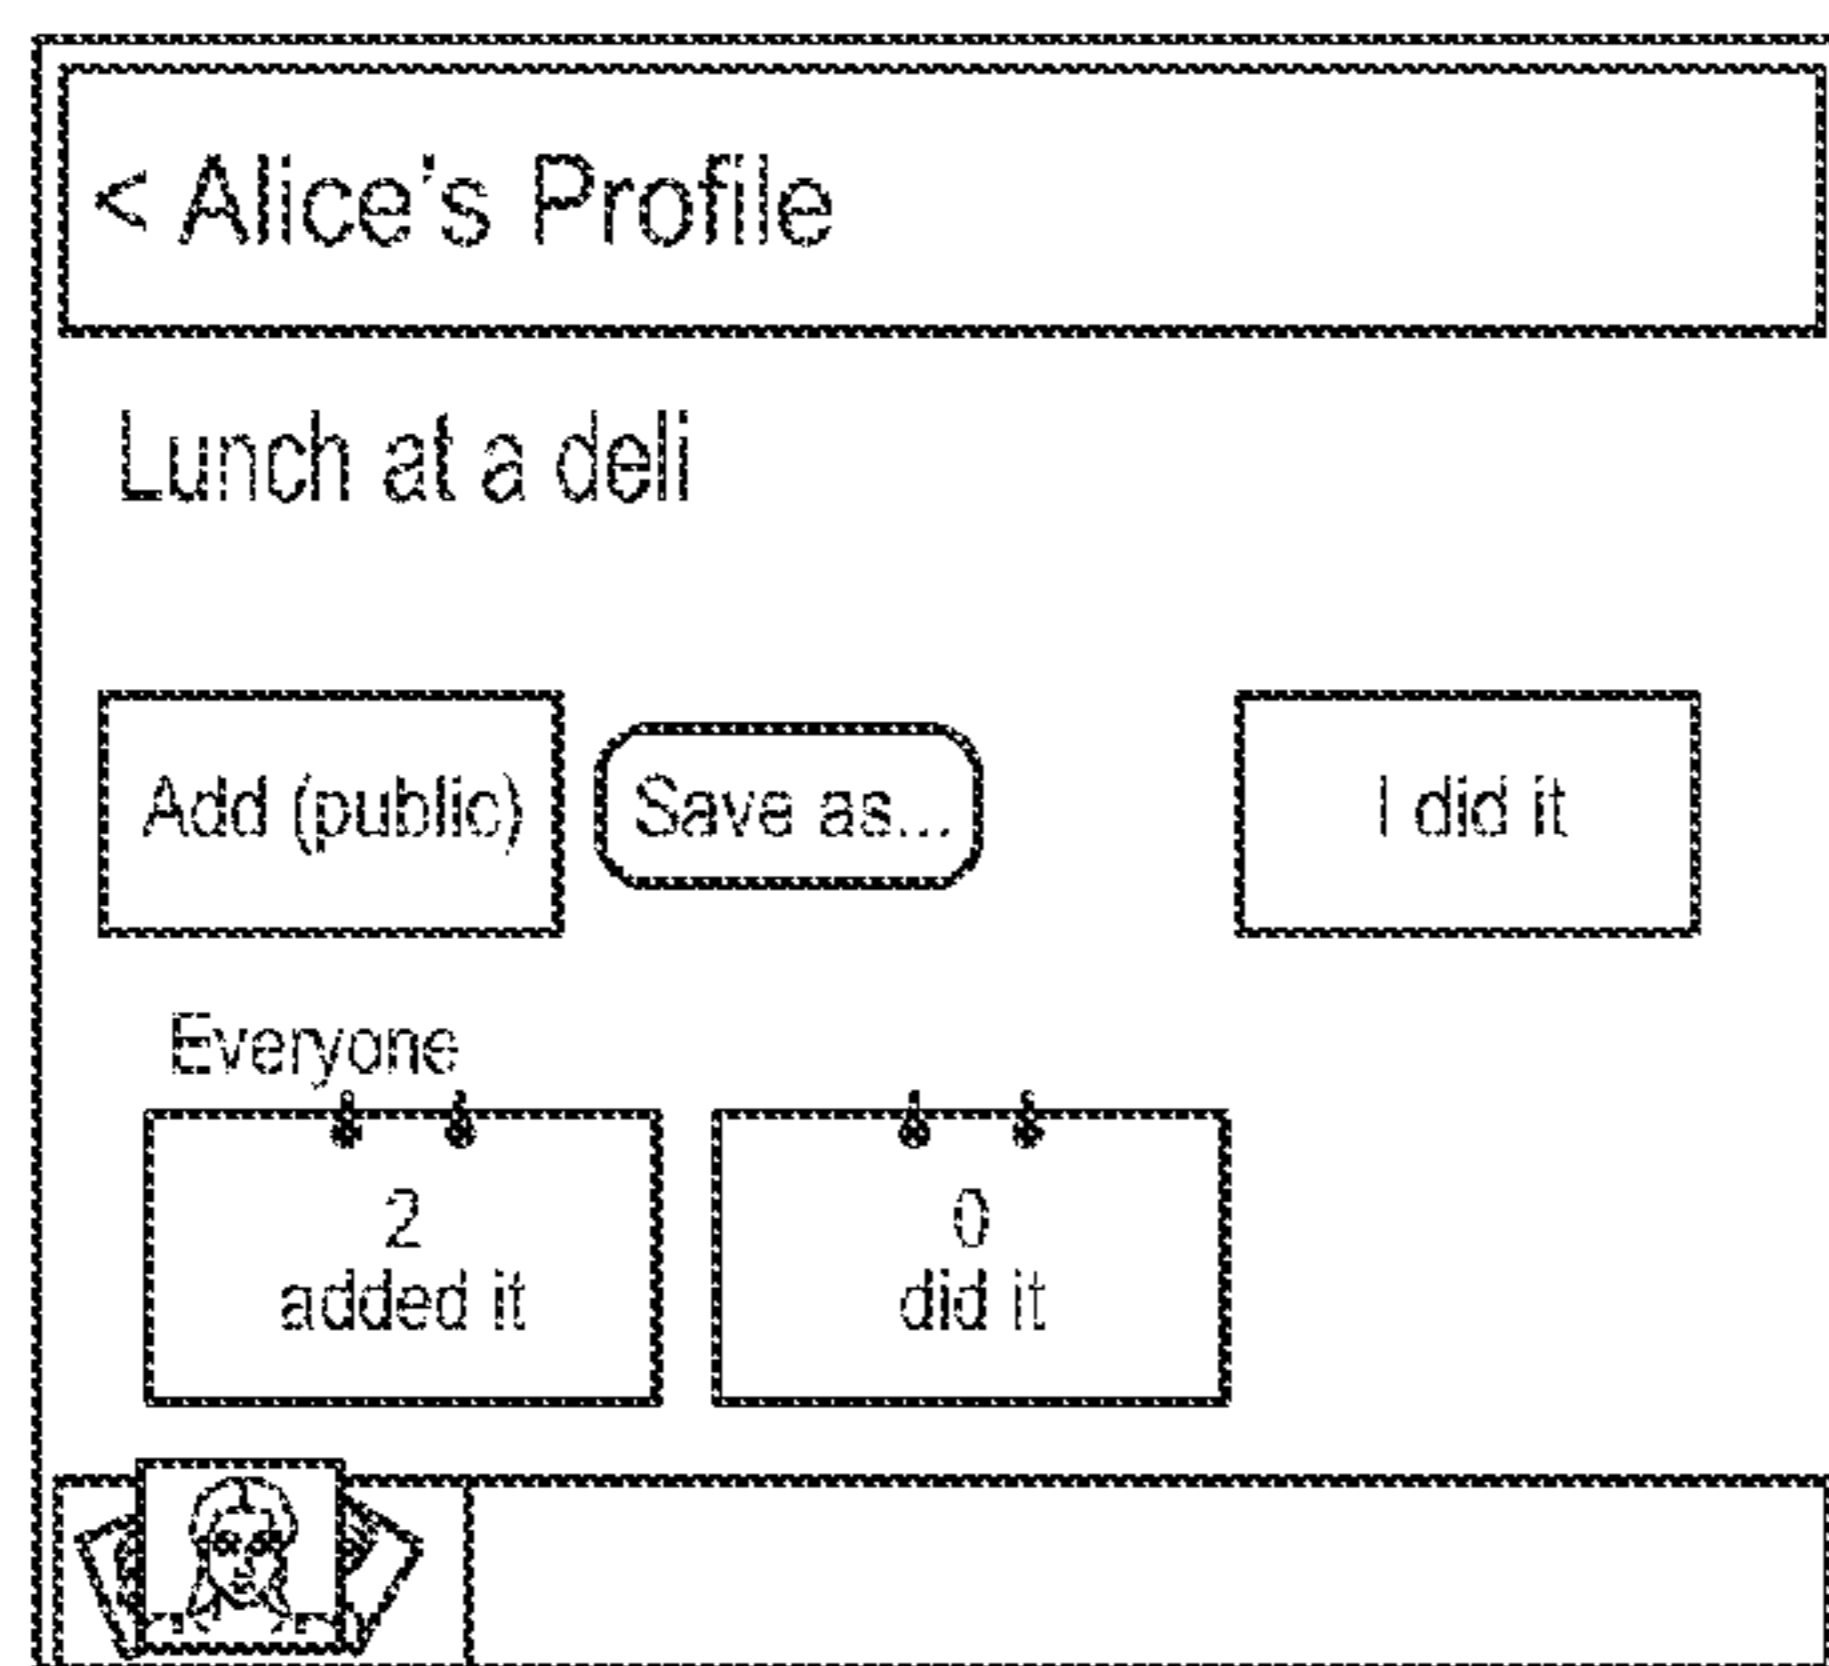 < Alice's Profile
Lunch at a deli
Add (public) Save as... I did it
Everyone
2 0
added it did it